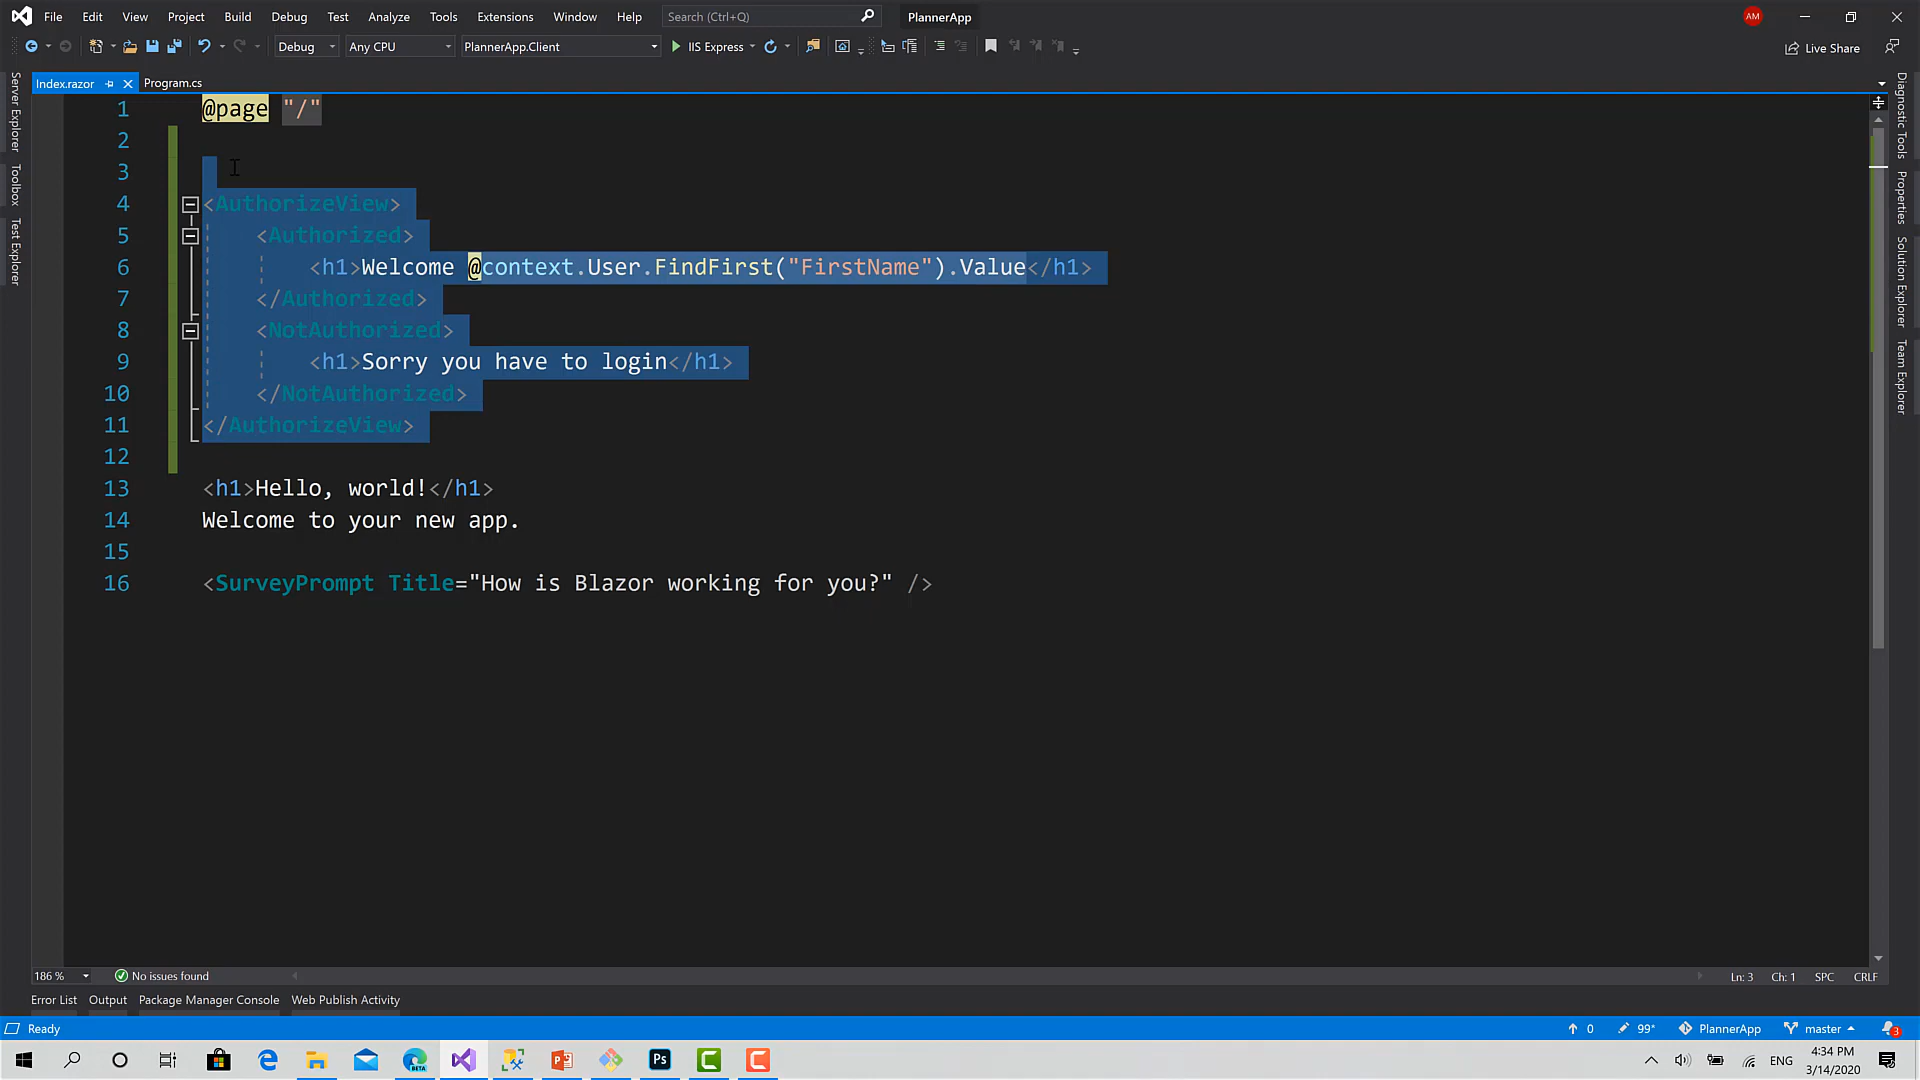 File Edit View Project Build Debug Test Analyze Tools Extensions Window Help Search (Ctrl+Q) PlannerApp AM
Debug Any CPU PlannerApp.Client IIS Express Live Share
Index.razor Program.cs
Server Explorer
Toolbox
Test Explorer
1 @page "/"
2
3
4 <AuthorizeView>
5 <Authorized>
6 <h1>Welcome @context.User.FindFirst("FirstName").Value</h1>
7 </Authorized>
8 <NotAuthorized>
9 <h1>Sorry you have to login</h1>
10 </NotAuthorized>
11 </AuthorizeView>
12
13 <h1>Hello, world!</h1>
14 Welcome to your new app.
15
16 <SurveyPrompt Title="How is Blazor working for you?" />
Diagnostic Tools
Properties
Solution Explorer
Team Explorer
186 % No issues found Ln: 3 Ch: 1 SPC CRLF
Error List Output Package Manager Console Web Publish Activity
Ready 0 99* PlannerApp master 3
BETA Ps C C ENG 4:34 PM
3/14/2020